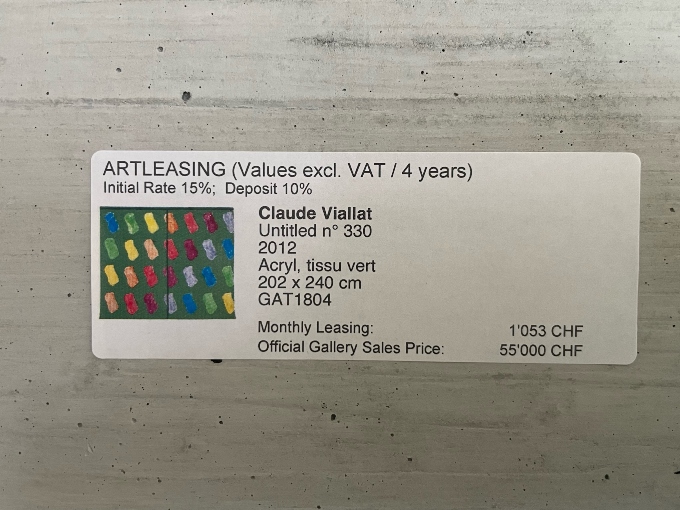 ARTLEASING (Values excl. VAT / 4 years)
Initial Rate 15%; Deposit 10%
Claude Viallat
Untitled n° 330
2012
Acryl, tissu vert
202 x 240 cm
GAT1804
Monthly Leasing: 1'053 CHF
Official Gallery Sales Price: 55'000 CHF